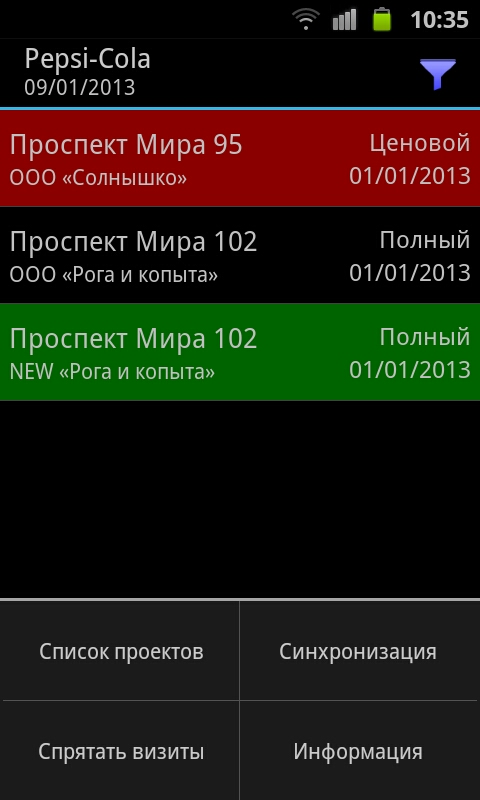 10:35
Pepsi-Cola
09/01/2013
Проспект Мира 95 Ценовой
ООО «Солнышко» 01/01/2013
Проспект Мира 102 Полный
ООО «Рога и копыта» 01/01/2013
Проспект Мира 102 Полный
NEW «Рога и копыта» 01/01/2013
Список проектов Синхронизация
Спрятать визиты Информация